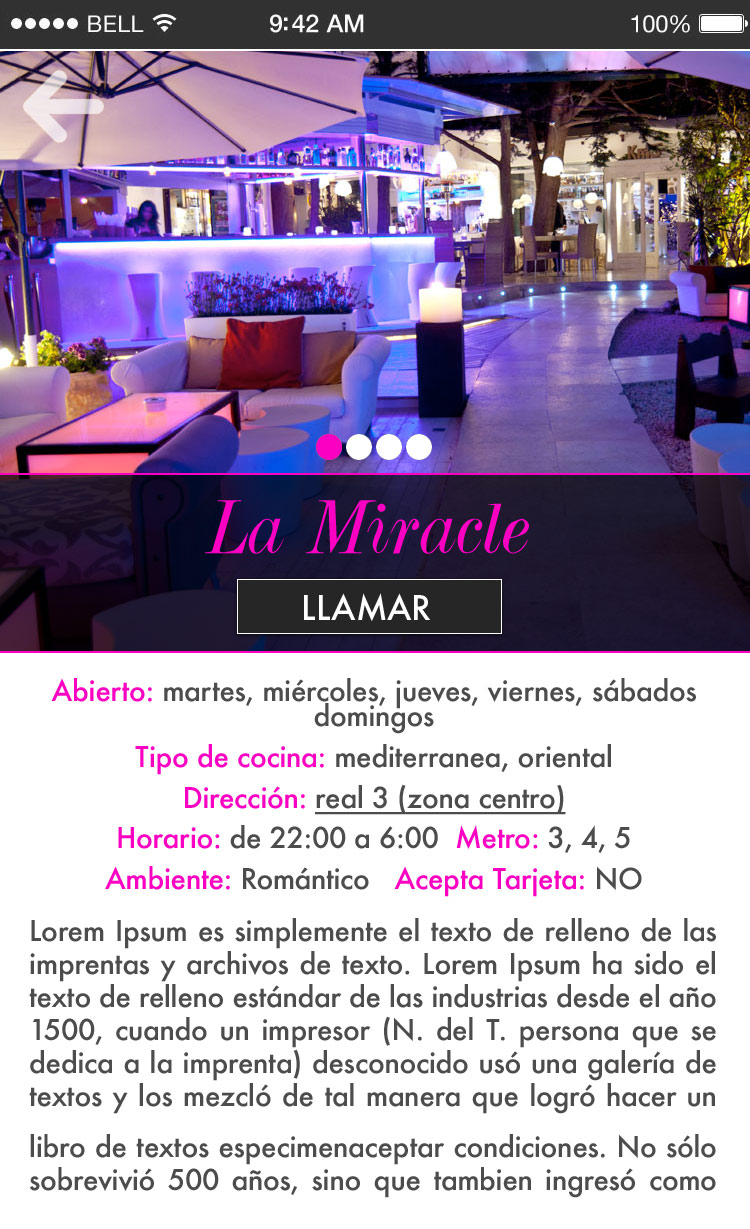 BELL 9:42 AM 100%
La Miracle
LLAMAR
Abierto: martes, miércoles, jueves, viernes, sábados
domingos
Tipo de cocina: mediterranea, oriental
Dirección: real 3 (zona centro)
Horario: de 22:00 a 6:00 Metro: 3, 4, 5
Ambiente: Romántico Acepta Tarjeta: NO
Lorem Ipsum es simplemente el texto de relleno de las
imprentas y archivos de texto. Lorem Ipsum ha sido el
texto de relleno estándar de las industrias desde el año
1500, cuando un impresor (N. del T. persona que se
dedica a la imprenta) desconocido usó una galería de
textos y los mezcló de tal manera que logró hacer un
libro de textos especimenaceptar condiciones. No sólo
sobrevivió 500 años, sino que tambien ingresó como